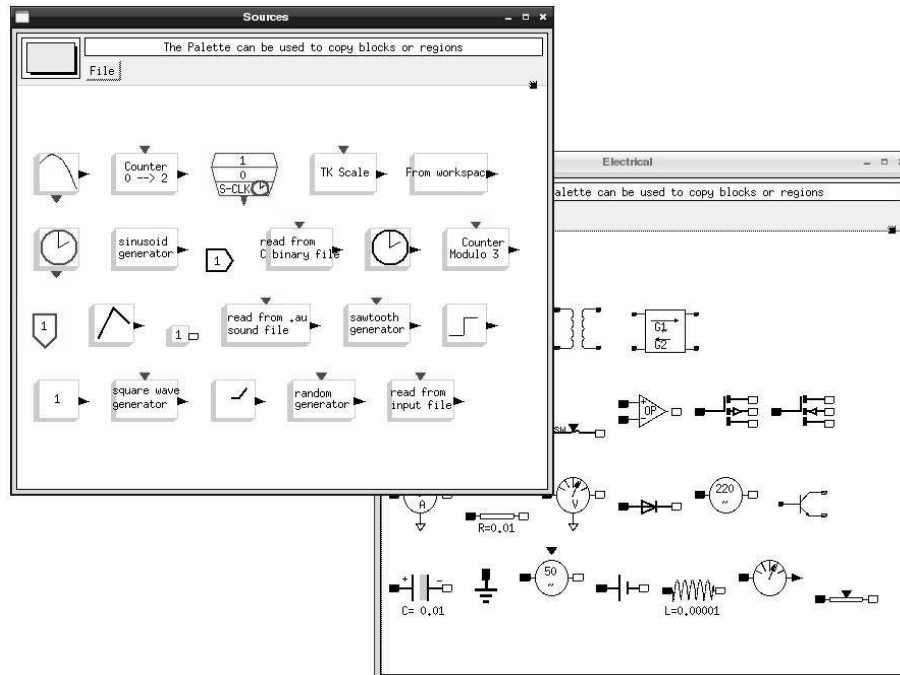 Sources
The Palette can be used to copy blocks or regions
File
Counter
0 --> 2
1
0
S-CLK
TK Scale
From workspac
sinusoid
generator
1
read from
C binary file
Counter
Modulo 3
1
1
read from .au
sound file
sawtooth
generator
1
square wave
generator
random
generator
read from
input file
Electrical
alette can be used to copy blocks or regions
G1
G2
SW
+
-
OP
A
R=0.01
V
220
~
+
-
C= 0.01
50
~
L=0.00001